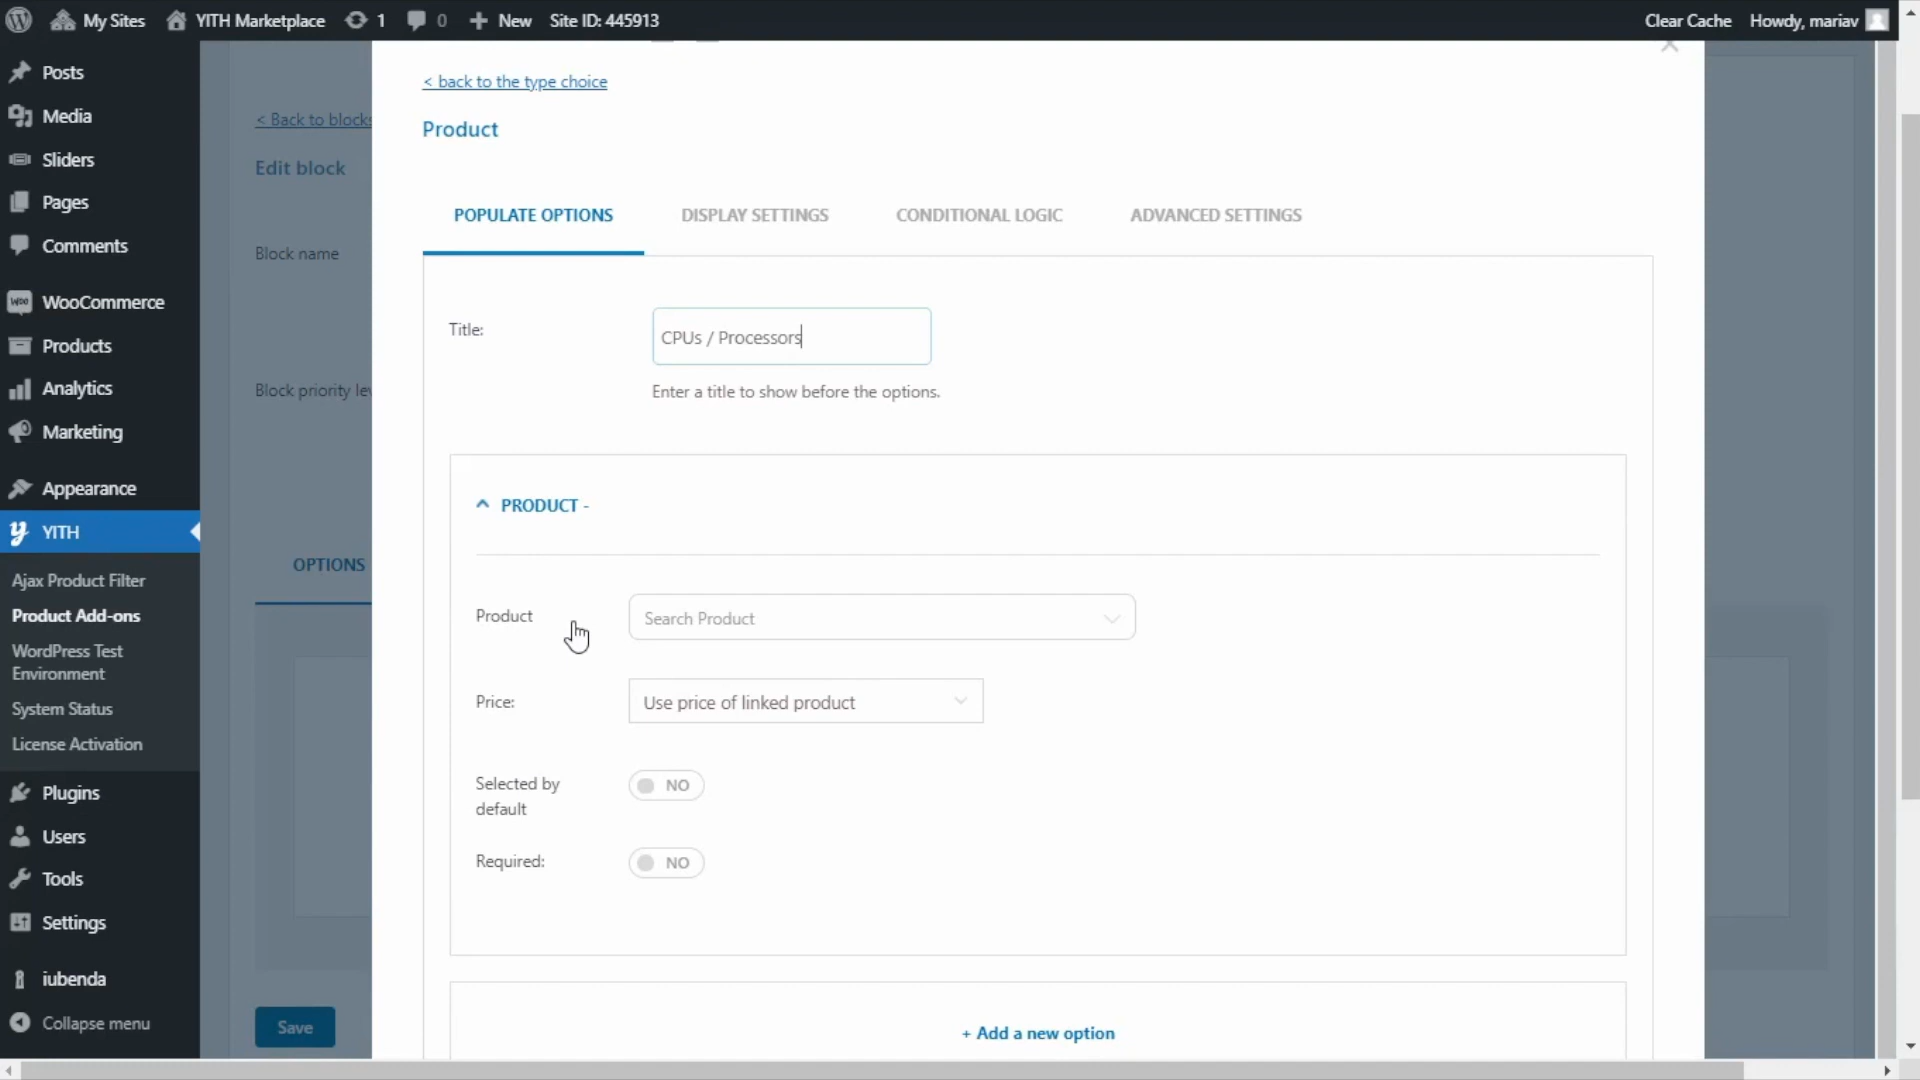 My Sites
YITH Marketplace
1
0
New
Site ID: 445913
Clear Cache
Howdy, mariav
Posts
Media
Sliders
Pages
Comments
WooCommerce
Products
Analytics
Marketing
Appearance
YITH
Ajax Product Filter
Product Add-ons
WordPress Test
Environment
System Status
License Activation
Plugins
Users
Tools
Settings
iubenda
Collapse menu
< Back to blocks
Edit block
Block name
Block priority lev
OPTIONS
Save
< back to the type choice
Product
POPULATE OPTIONS
DISPLAY SETTINGS
CONDITIONAL LOGIC
ADVANCED SETTINGS
Title:
CPUs / Processors
Enter a title to show before the options.
PRODUCT -
Product
Search Product
Price:
Use price of linked product
Selected by
default
NO
Required:
NO
+ Add a new option